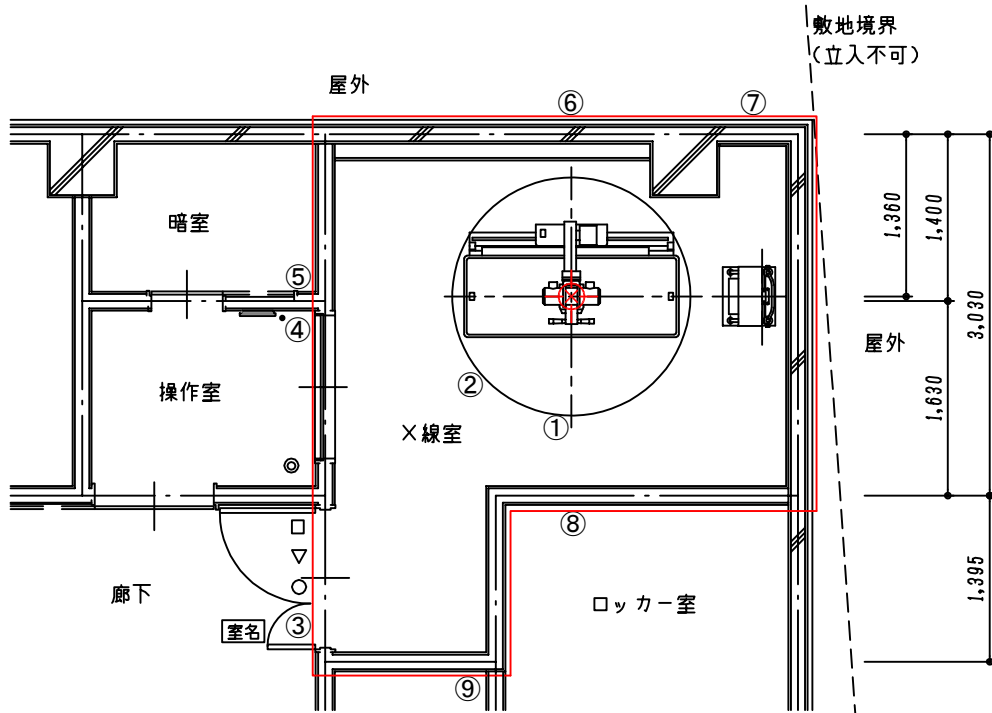 敷地境界
(立入不可)
屋外
⑥
⑦
暗室
⑤
④
1,360
1,400
3,030
屋外
操作室
②
①
X線室
1,630
⑧
廊下
室名
③
ロッカー室
1,395
⑨